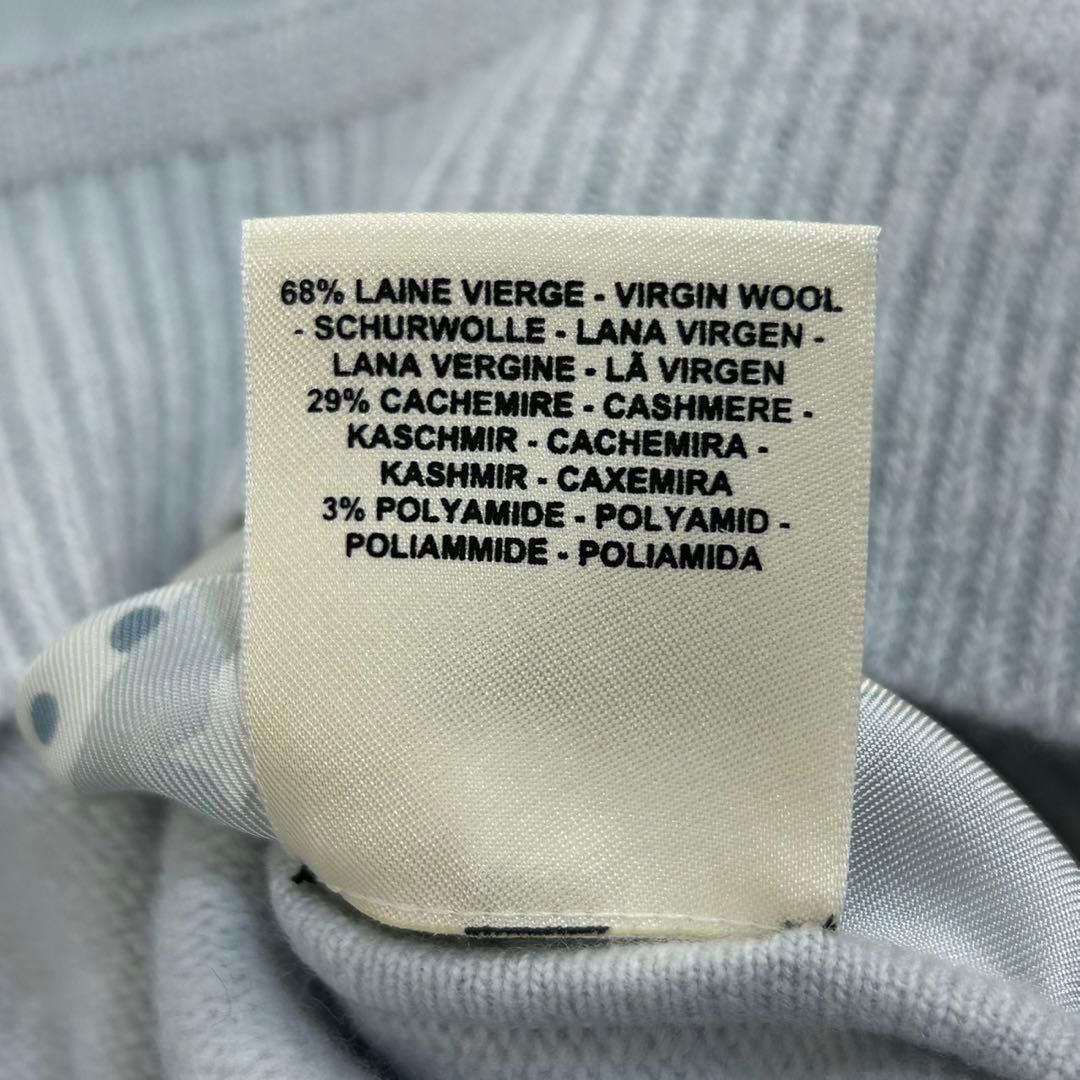 68% LAINE VIERGE - VIRGIN WOOL
- SCHURWOLLE - LANA VIRGEN -
LANA VERGINE - LÃ VIRGEN
29% CACHEMIRE - CASHMERE -
KASCHMIR - CACHEMIRA -
KASHMIR - CAXEMIRA
3% POLYAMIDE - POLYAMID -
POLIAMMIDE - POLIAMIDA